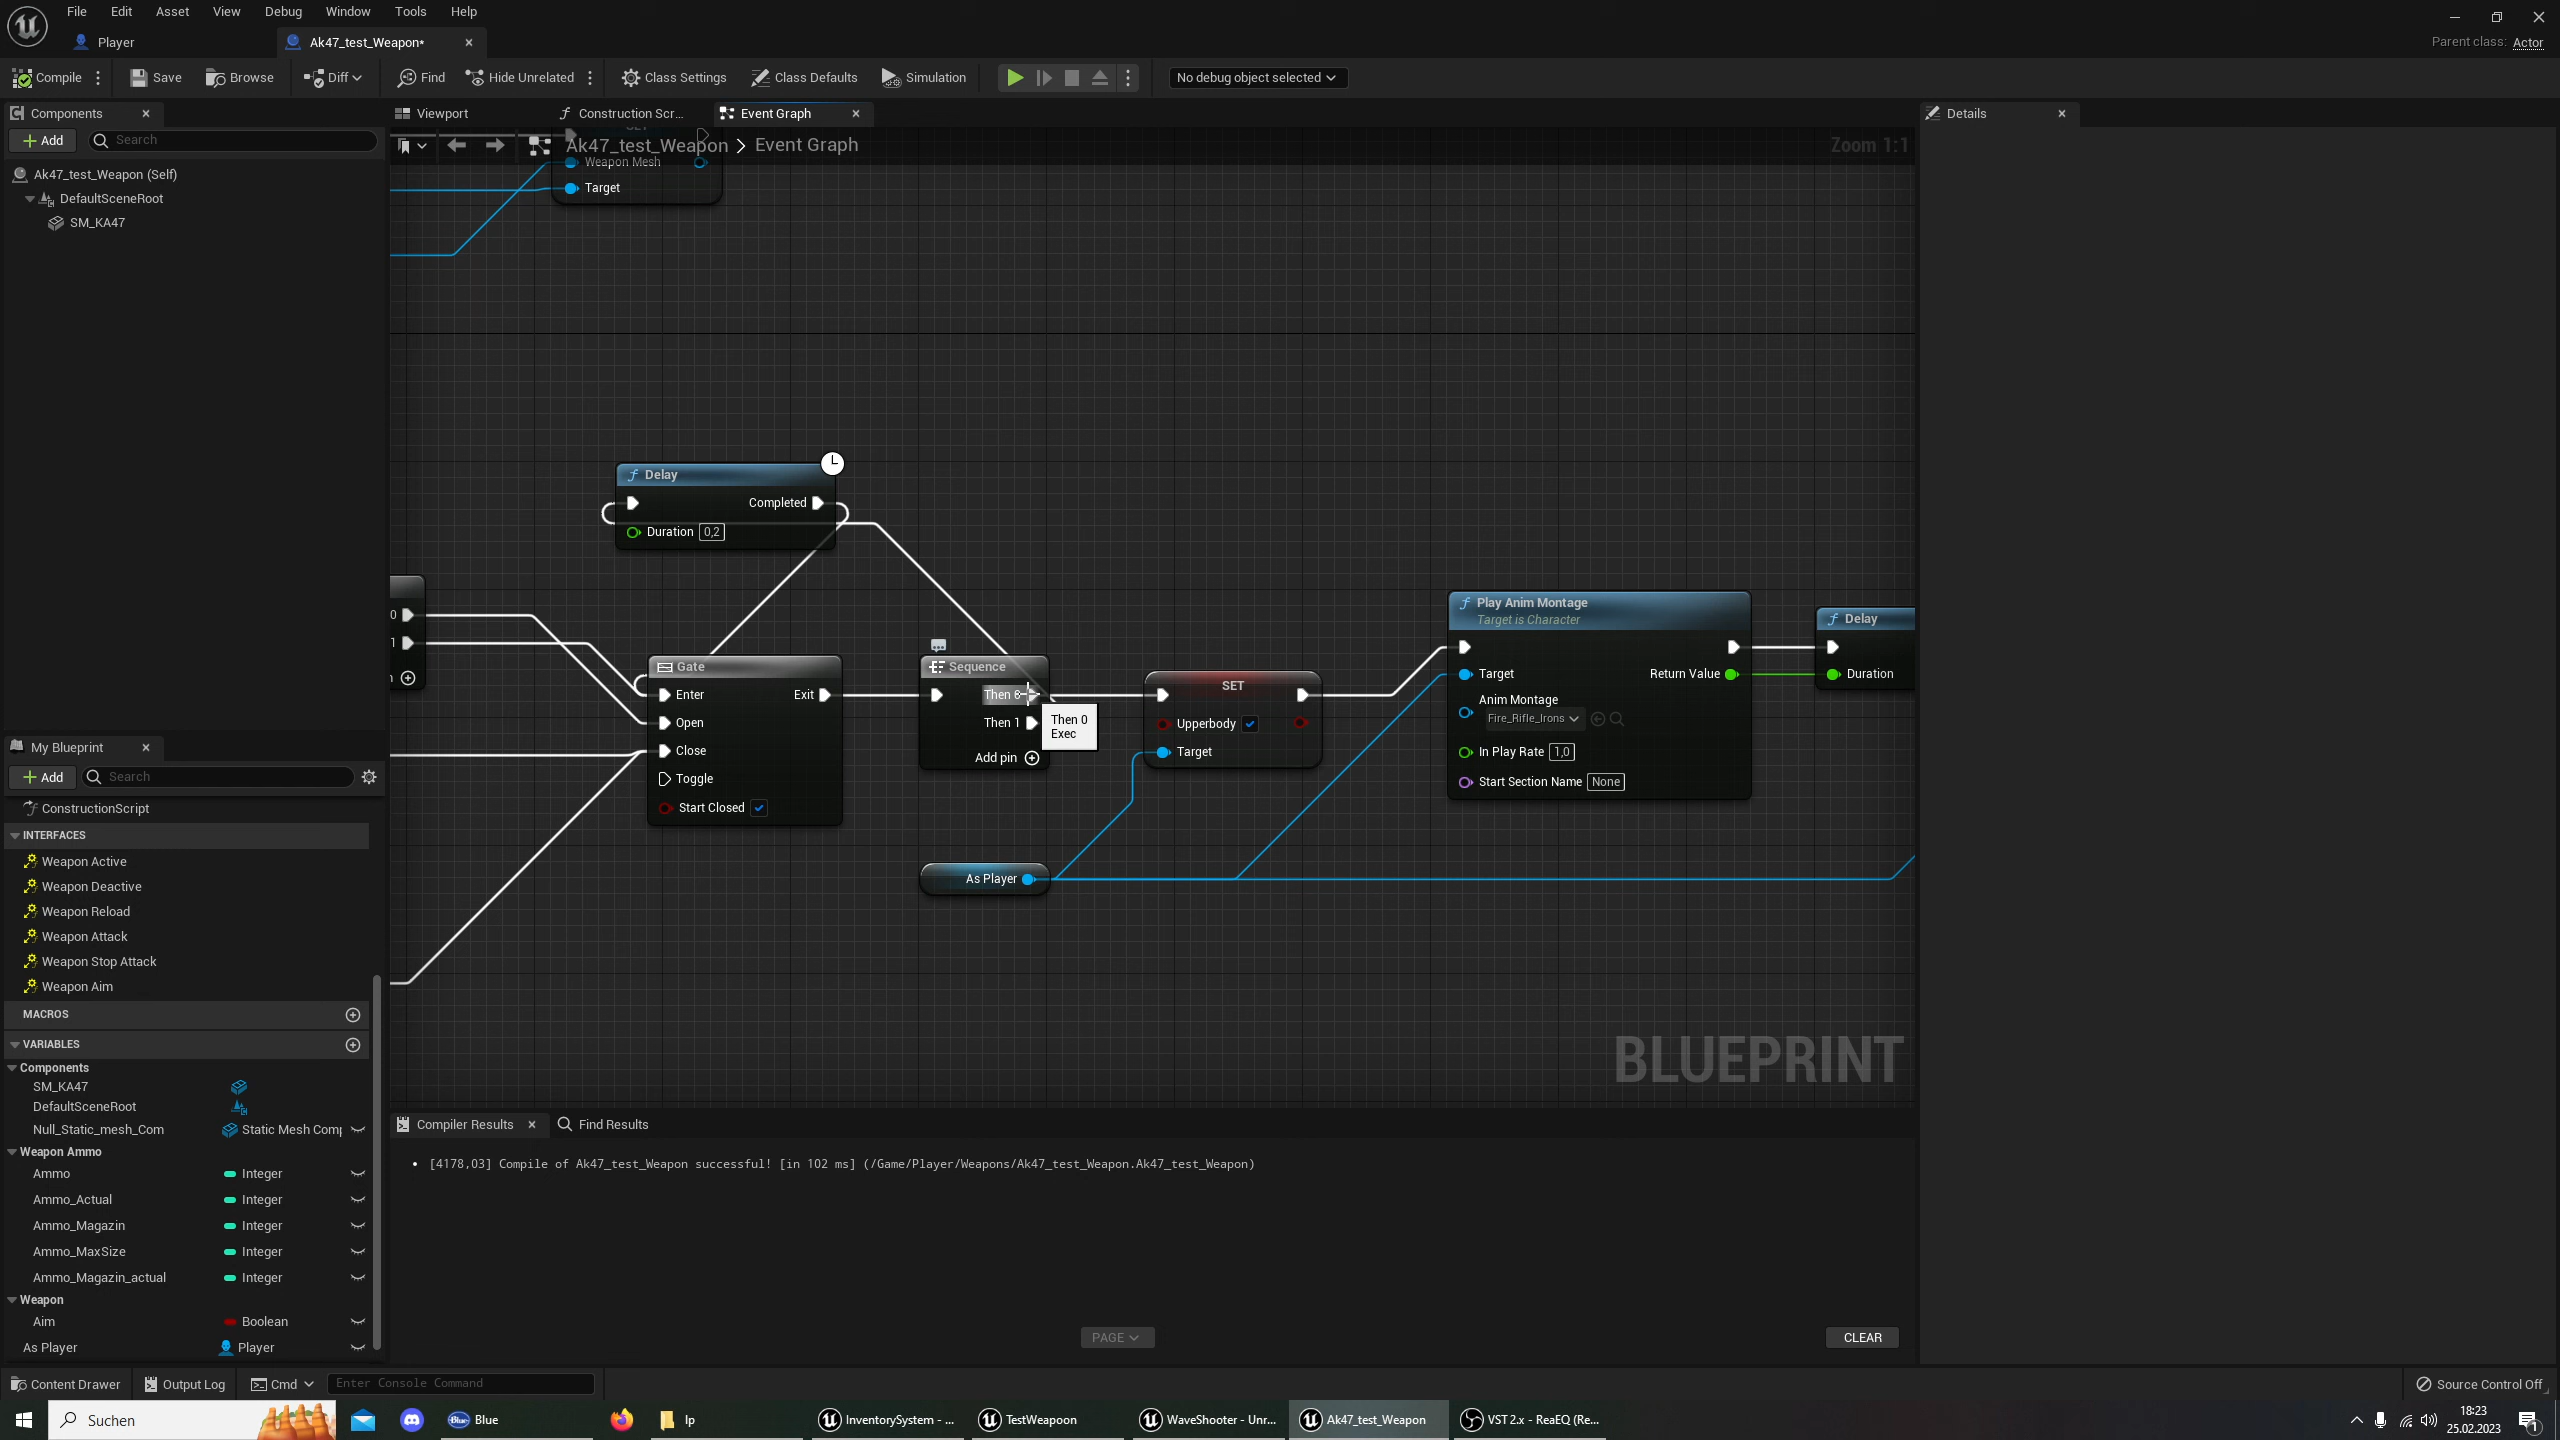 File Edit Asset View Debug Window Tools Help
Player Ak47_test_Weapon*
Parent class: Actor
Compile Save Browse Diff Find Hide Unrelated Class Settings Class Defaults Simulation No debug object selected
Components Viewport Construction Scr... Event Graph Details
Add Search
Ak47_test_Weapon > Event Graph Zoom 1:1
Ak47_test_Weapon (Self)
DefaultSceneRoot
SM_KA47
SET
Weapon Mesh
Target
Delay
Completed
Duration 0,2
0
1
Gate
Enter Exit
Open
Close
Toggle
Start Closed
Sequence
Then 0
Then 1
Add pin
Then 0
Exec
SET
Upperbody
Target
As Player
Play Anim Montage
Target is Character
Target Return Value
Anim Montage
Fire_Rifle_Irons
In Play Rate 1,0
Start Section Name None
Delay
Duration
BLUEPRINT
My Blueprint
Add Search
ConstructionScript
INTERFACES
Weapon Active
Weapon Deactive
Weapon Reload
Weapon Attack
Weapon Stop Attack
Weapon Aim
MACROS
VARIABLES
Components
SM_KA47
DefaultSceneRoot
Null_Static_mesh_Com Static Mesh Comp
Weapon Ammo
Ammo Integer
Ammo_Actual Integer
Ammo_Magazin Integer
Ammo_MaxSize Integer
Ammo_Magazin_actual Integer
Weapon
Aim Boolean
As Player Player
Compiler Results Find Results
[4178,03] Compile of Ak47_test_Weapon successful! [in 102 ms] (/Game/Player/Weapons/Ak47_test_Weapon.Ak47_test_Weapon)
PAGE CLEAR
Content Drawer Output Log Cmd Enter Console Command Source Control Off
Suchen Blue Ip InventorySystem - ... TestWeapoon WaveShooter - Unr... Ak47_test_Weapon VST 2.x - ReaEQ (Re...
18:23
25.02.2023
1